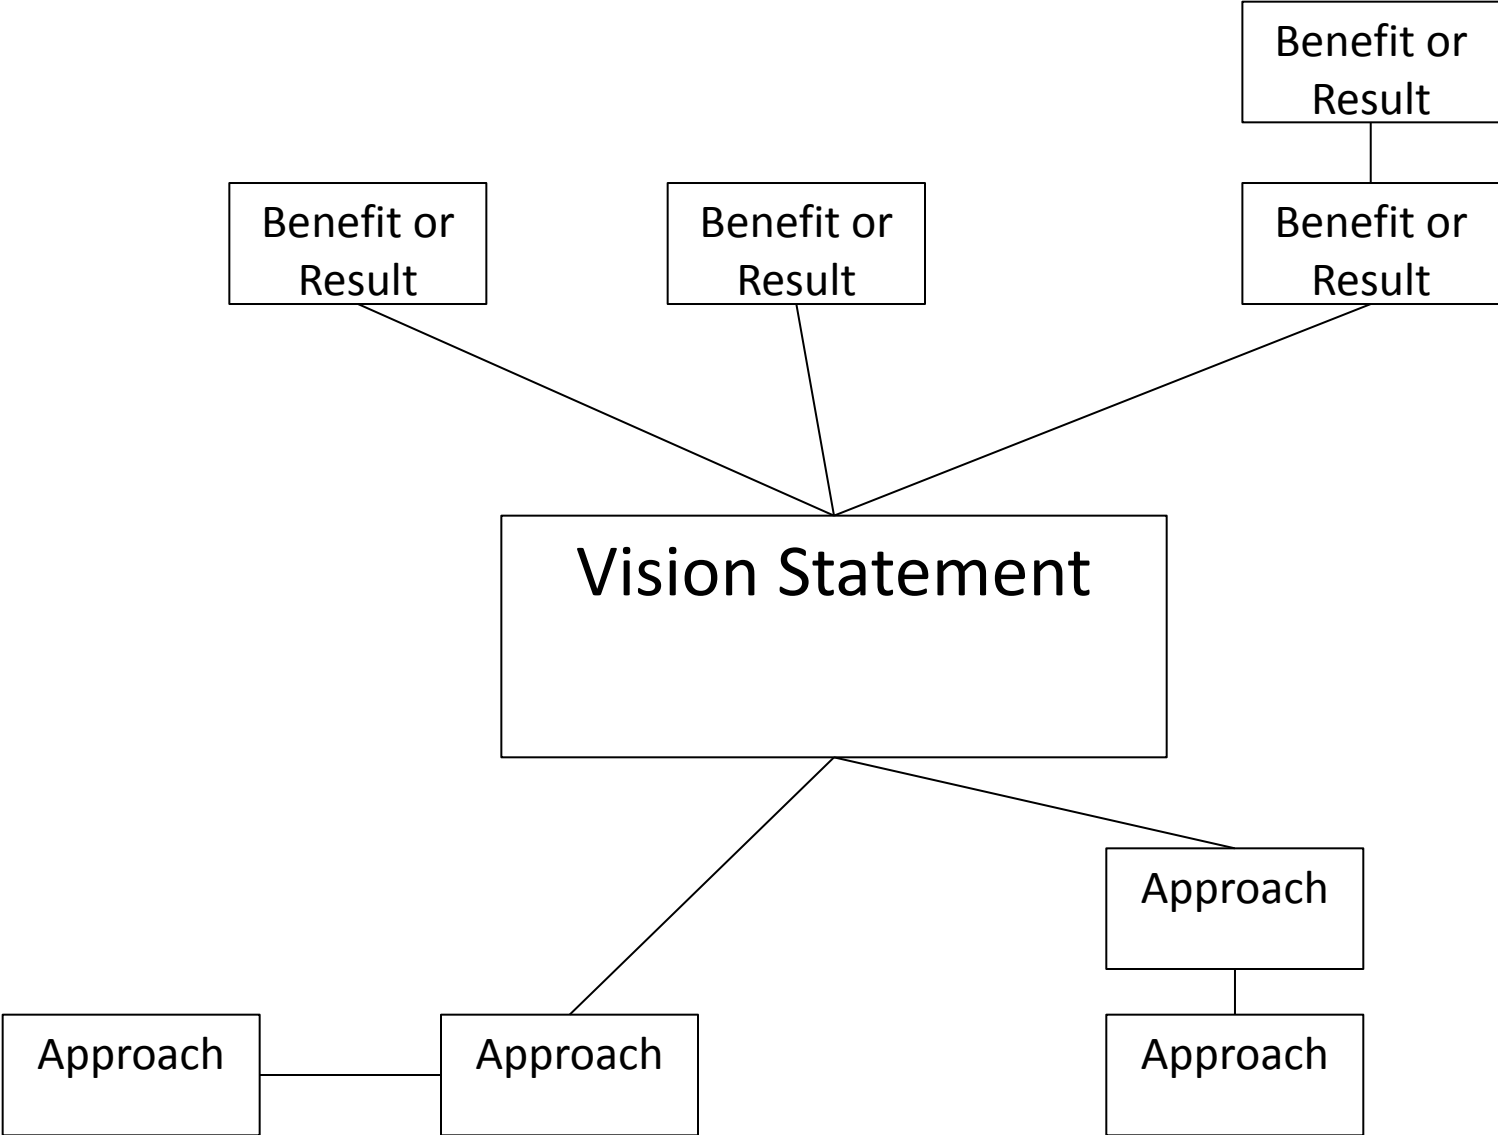 Benefit or
Result
Benefit or
Result
Benefit or
Result
Benefit or
Result
Vision Statement
Approach
Approach
Approach
Approach